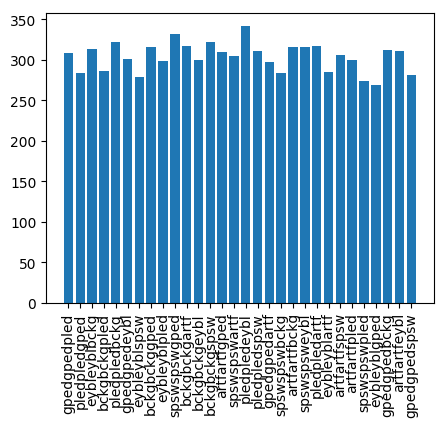 350
300
250
200
150
100
50
0
gpedgpedpled
pledpledgped
eybleyblbckg
bckgbckgpled
pledpledbckg
gpedgpedeybl
eybleyblspsw
bckgbckggped
eybleyblpled
spswspswgped
bckgbckgartf
bckgbckgeybl
bckgbckgspsw
artfartfgped
spswspswartf
pledpledeybl
pledpledspsw
gpedgpedartf
spswspswbckg
artfartfbckg
spswspsweybl
pledpledartf
eybleyblartf
artfartfspsw
artfartfpled
spswspswpled
eybleyblgped
gpedgpedbckg
artfartfeybl
gpedgpedspsw